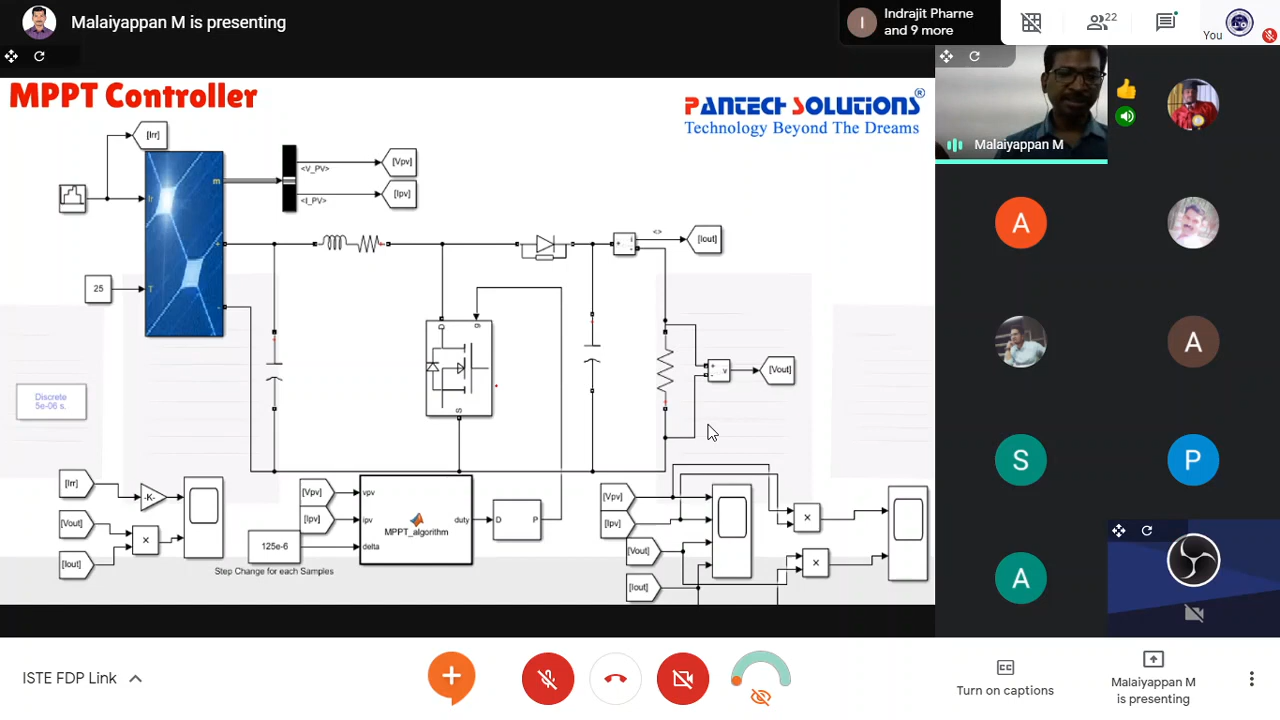 Malaiyappan M is presenting
Indrajit Pharne
and 9 more
22
You
MPPT Controller
PANTECH SOLUTIONS®
Technology Beyond The Dreams
[Irr]
Ir
m
+
T
-
25
<V_PV>
<I_PV>
[Vpv]
[Ipv]
[Iout]
D
g
S
+
-
v
[Vout]
Discrete
5e-06 s.
[Irr]
-K-
[Vout]
×
[Iout]
[Vpv]
[Ipv]
125e-6
Step Change for each Samples
vpv
ipv
delta
MPPT_algorithm
duty
D
P
[Vpv]
[Ipv]
[Vout]
[Iout]
×
×
Malaiyappan M
I
A
A
S
P
A
ISTE FDP Link
Turn on captions
Malaiyappan M
is presenting